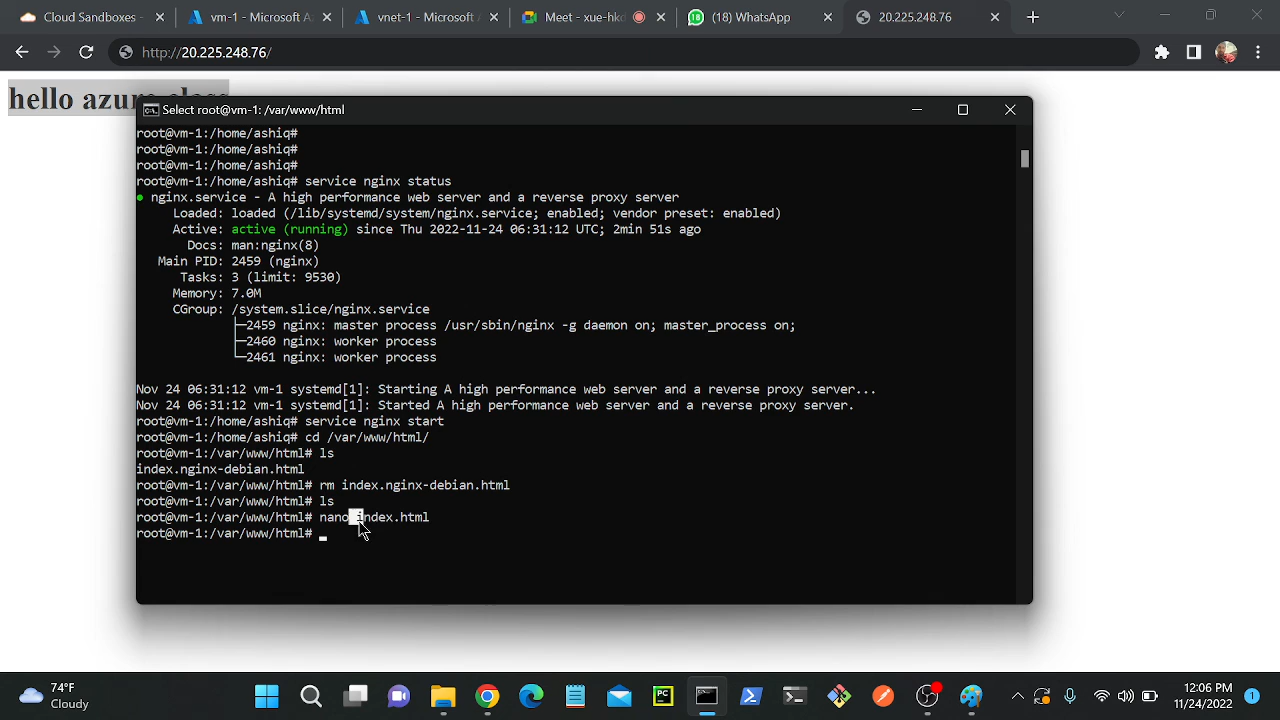 Cloud Sandboxes -
vm-1 - Microsoft Az
vnet-1 - Microsoft A
Meet - xue-hkd
(18) WhatsApp
20.225.248.76
http://20.225.248.76/
hello azure class
Select root@vm-1: /var/www/html
root@vm-1:/home/ashiq#
root@vm-1:/home/ashiq#
root@vm-1:/home/ashiq#
root@vm-1:/home/ashiq# service nginx status
● nginx.service - A high performance web server and a reverse proxy server
Loaded: loaded (/lib/systemd/system/nginx.service; enabled; vendor preset: enabled)
Active: active (running) since Thu 2022-11-24 06:31:12 UTC; 2min 51s ago
Docs: man:nginx(8)
Main PID: 2459 (nginx)
Tasks: 3 (limit: 9530)
Memory: 7.0M
CGroup: /system.slice/nginx.service
├─2459 nginx: master process /usr/sbin/nginx -g daemon on; master_process on;
├─2460 nginx: worker process
└─2461 nginx: worker process
Nov 24 06:31:12 vm-1 systemd[1]: Starting A high performance web server and a reverse proxy server...
Nov 24 06:31:12 vm-1 systemd[1]: Started A high performance web server and a reverse proxy server.
root@vm-1:/home/ashiq# service nginx start
root@vm-1:/home/ashiq# cd /var/www/html/
root@vm-1:/var/www/html# ls
index.nginx-debian.html
root@vm-1:/var/www/html# rm index.nginx-debian.html
root@vm-1:/var/www/html# ls
root@vm-1:/var/www/html# nano index.html
root@vm-1:/var/www/html#
74°F
Cloudy
PC
12:06 PM
11/24/2022
1